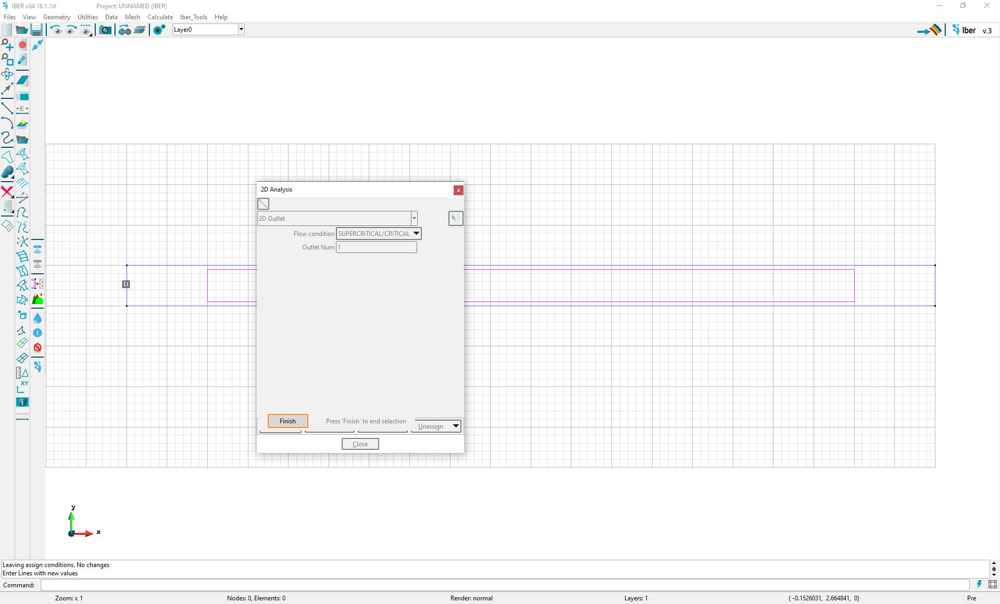 IBER x64 16.1.1d
Project: UNNAMED (IBER)
Files View Geometry Utilities Data Mesh Calculate Iber_Tools Help
Layer0
Iber v.3
E
XY
2D Analysis
x
2D Outlet
Flow condition SUPERCRITICAL/CRITICAL
Outlet Num 1
Finish
Press 'Finish' to end selection
Unassign
Close
y
z
x
Leaving assign conditions. No changes
Enter Lines with new values
Command:
Zoom: x 1
Nodes: 0, Elements: 0
Render: normal
Layers: 1
( -0.1526031, 2.664841, 0)
Pre